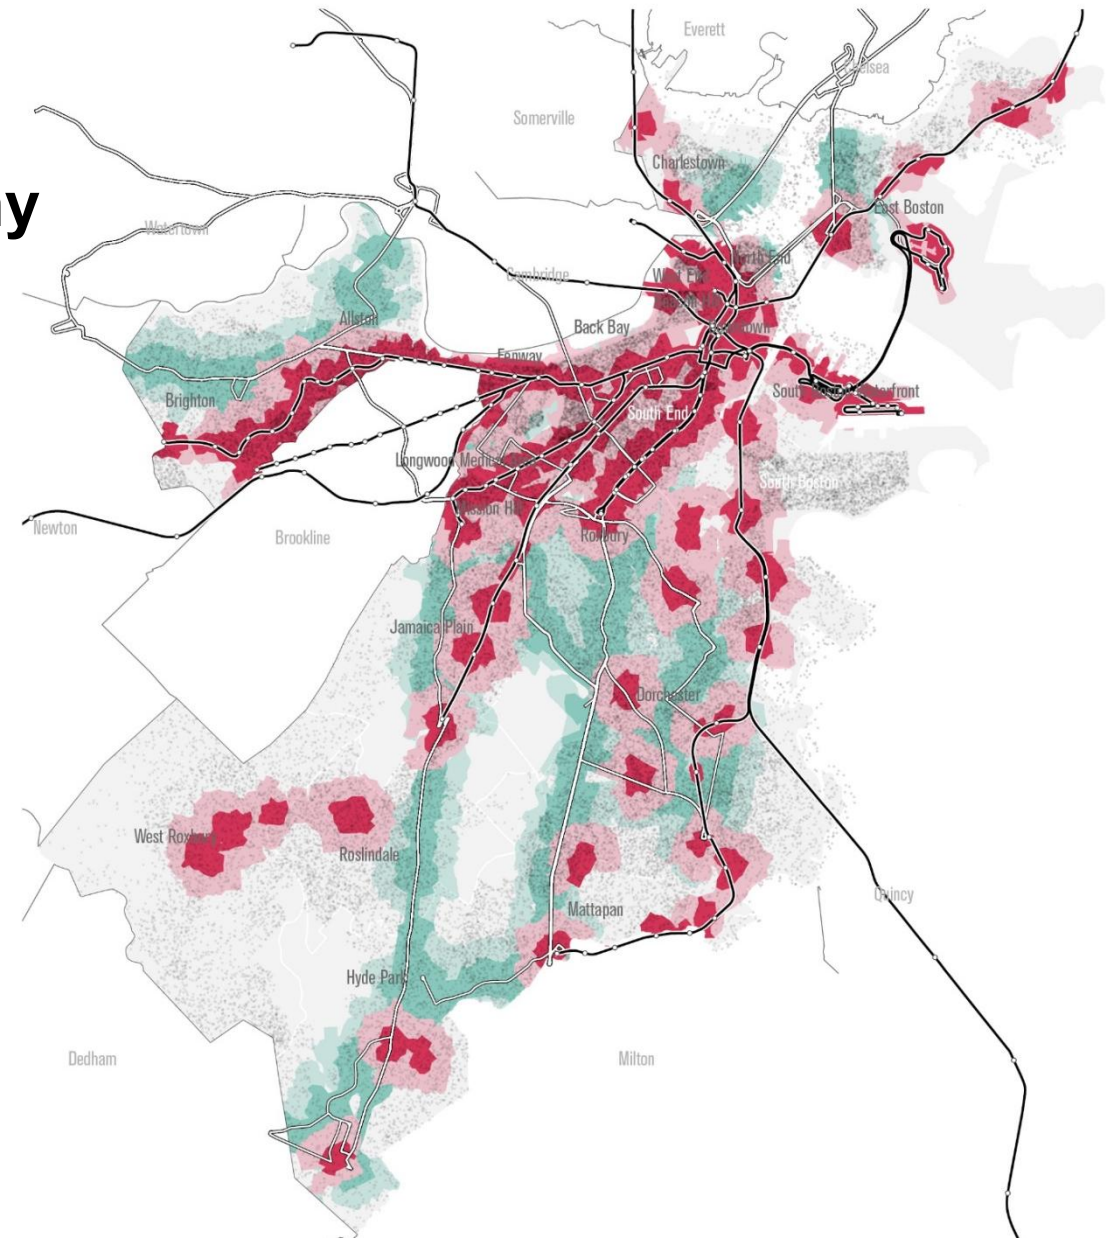 Everett
Chelsea
Somerville
Charlestown
ny
East Boston
Watertown
North End
Cambridge
West End
Allston
Back Bay
Fenway
Brighton
South End
Longwood Medical
South Boston
Mission Hill
Newton
Brookline
Roxbury
Jamaica Plain
Dorchester
West Roxbury
Roslindale
Quincy
Mattapan
Hyde Park
Dedham
Milton